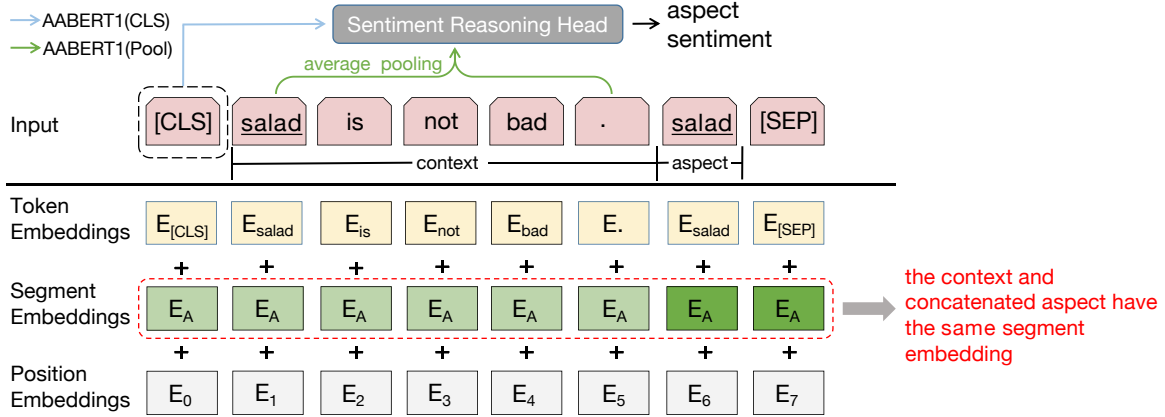 AABERT1(CLS)
AABERT1(Pool)
Sentiment Reasoning Head
aspect
sentiment
average pooling
Input
[CLS] salad is not bad . salad [SEP]
context aspect
Token
Embeddings
E[CLS] Esalad Eis Enot Ebad E. Esalad E[SEP]
+ + + + + + + +
Segment
Embeddings
EA EA EA EA EA EA EA EA
the context and
concatenated aspect have
the same segment
embedding
+ + + + + + + +
Position
Embeddings
E0 E1 E2 E3 E4 E5 E6 E7